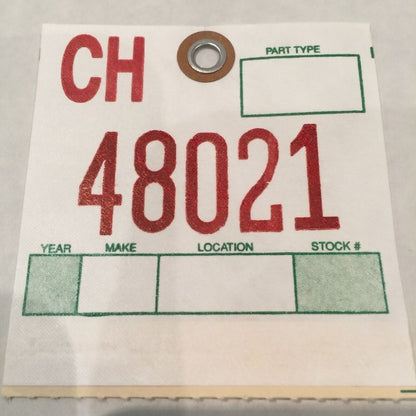 CH
PART TYPE
48021
YEAR MAKE LOCATION STOCK #